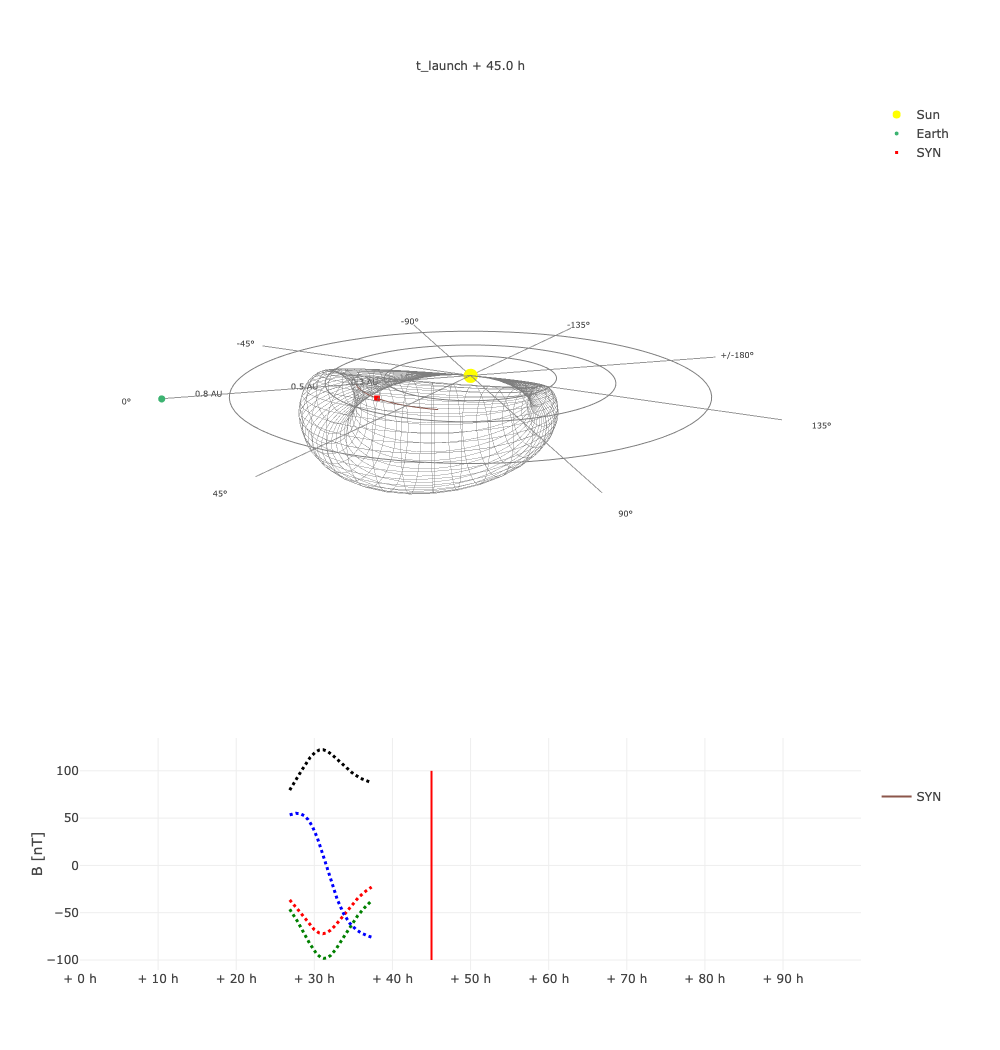 t_launch + 45.0 h
Sun
Earth
SYN
-90°
-135°
-45°
+/-180°
0.3 AU
0.5 AU
0.8 AU
0°
135°
45°
90°
100
50
0
−50
−100
B [nT]
SYN
+ 0 h
+ 10 h
+ 20 h
+ 30 h
+ 40 h
+ 50 h
+ 60 h
+ 70 h
+ 80 h
+ 90 h